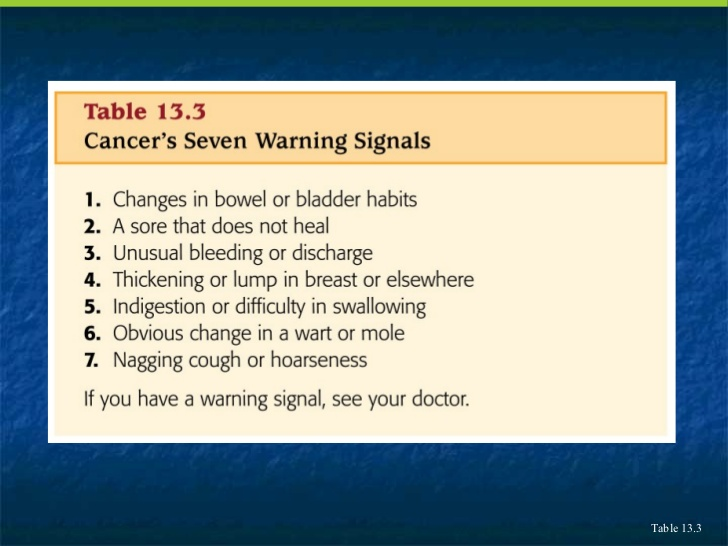 Table 13.3
Cancer's Seven Warning Signals
1. Changes in bowel or bladder habits
2. A sore that does not heal
3. Unusual bleeding or discharge
4. Thickening or lump in breast or elsewhere
5. Indigestion or difficulty in swallowing
6. Obvious change in a wart or mole
7. Nagging cough or hoarseness
If you have a warning signal, see your doctor.
Table 13.3